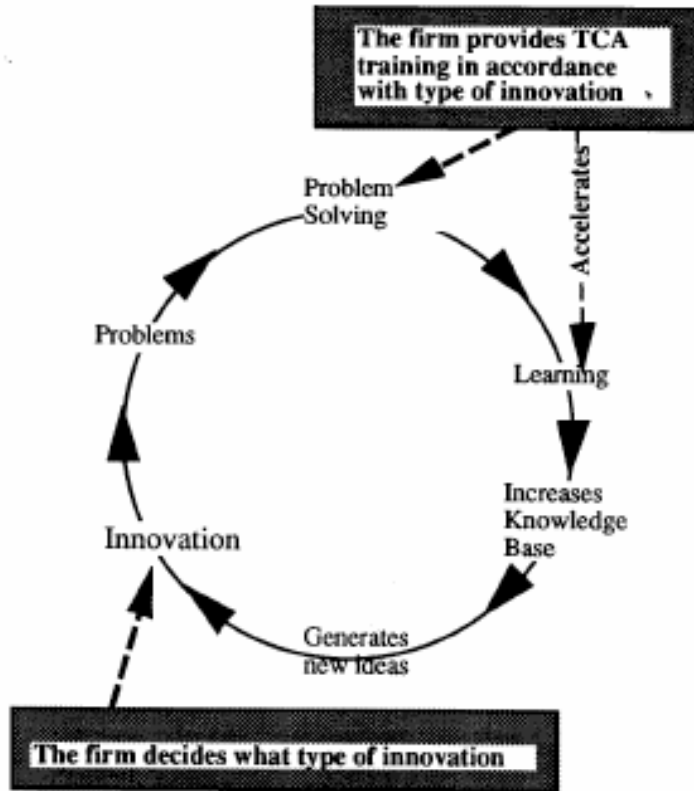 The firm provides TCA
training in accordance
with type of innovation
Accelerates
Problem
Solving
Problems
Learning
Increases
Knowledge
Base
Innovation
Generates
new ideas
The firm decides what type of innovation